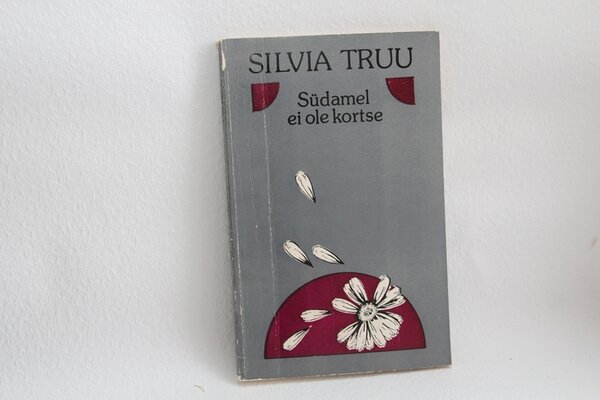 SILVIA TRUU
Südamel
ei ole kortse